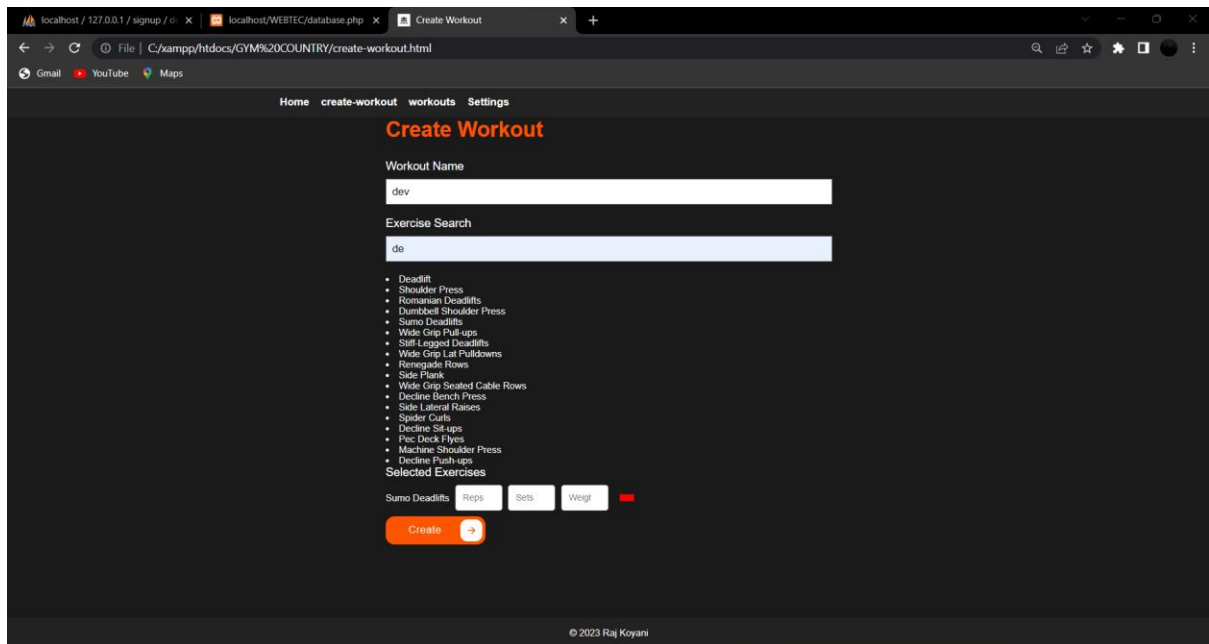 localhost / 127.0.0.1 / signup / d localhost/WEBTEC/database.php Create Workout
File C:/xampp/htdocs/GYM%20COUNTRY/create-workout.html
Gmail YouTube Maps
Home create-workout workouts Settings
Create Workout
Workout Name
dev
Exercise Search
de
Deadlift
Shoulder Press
Romanian Deadlifts
Dumbbell Shoulder Press
Sumo Deadlifts
Wide Grip Pull-ups
Stiff-Legged Deadlifts
Wide Grip Lat Pulldowns
Renegade Rows
Side Plank
Wide Grip Seated Cable Rows
Decline Bench Press
Side Lateral Raises
Spider Curls
Decline Sit-ups
Pec Deck Flyes
Machine Shoulder Press
Decline Push-ups
Selected Exercises
Sumo Deadlifts Reps Sets Weigt
Create
© 2023 Raj Koyani